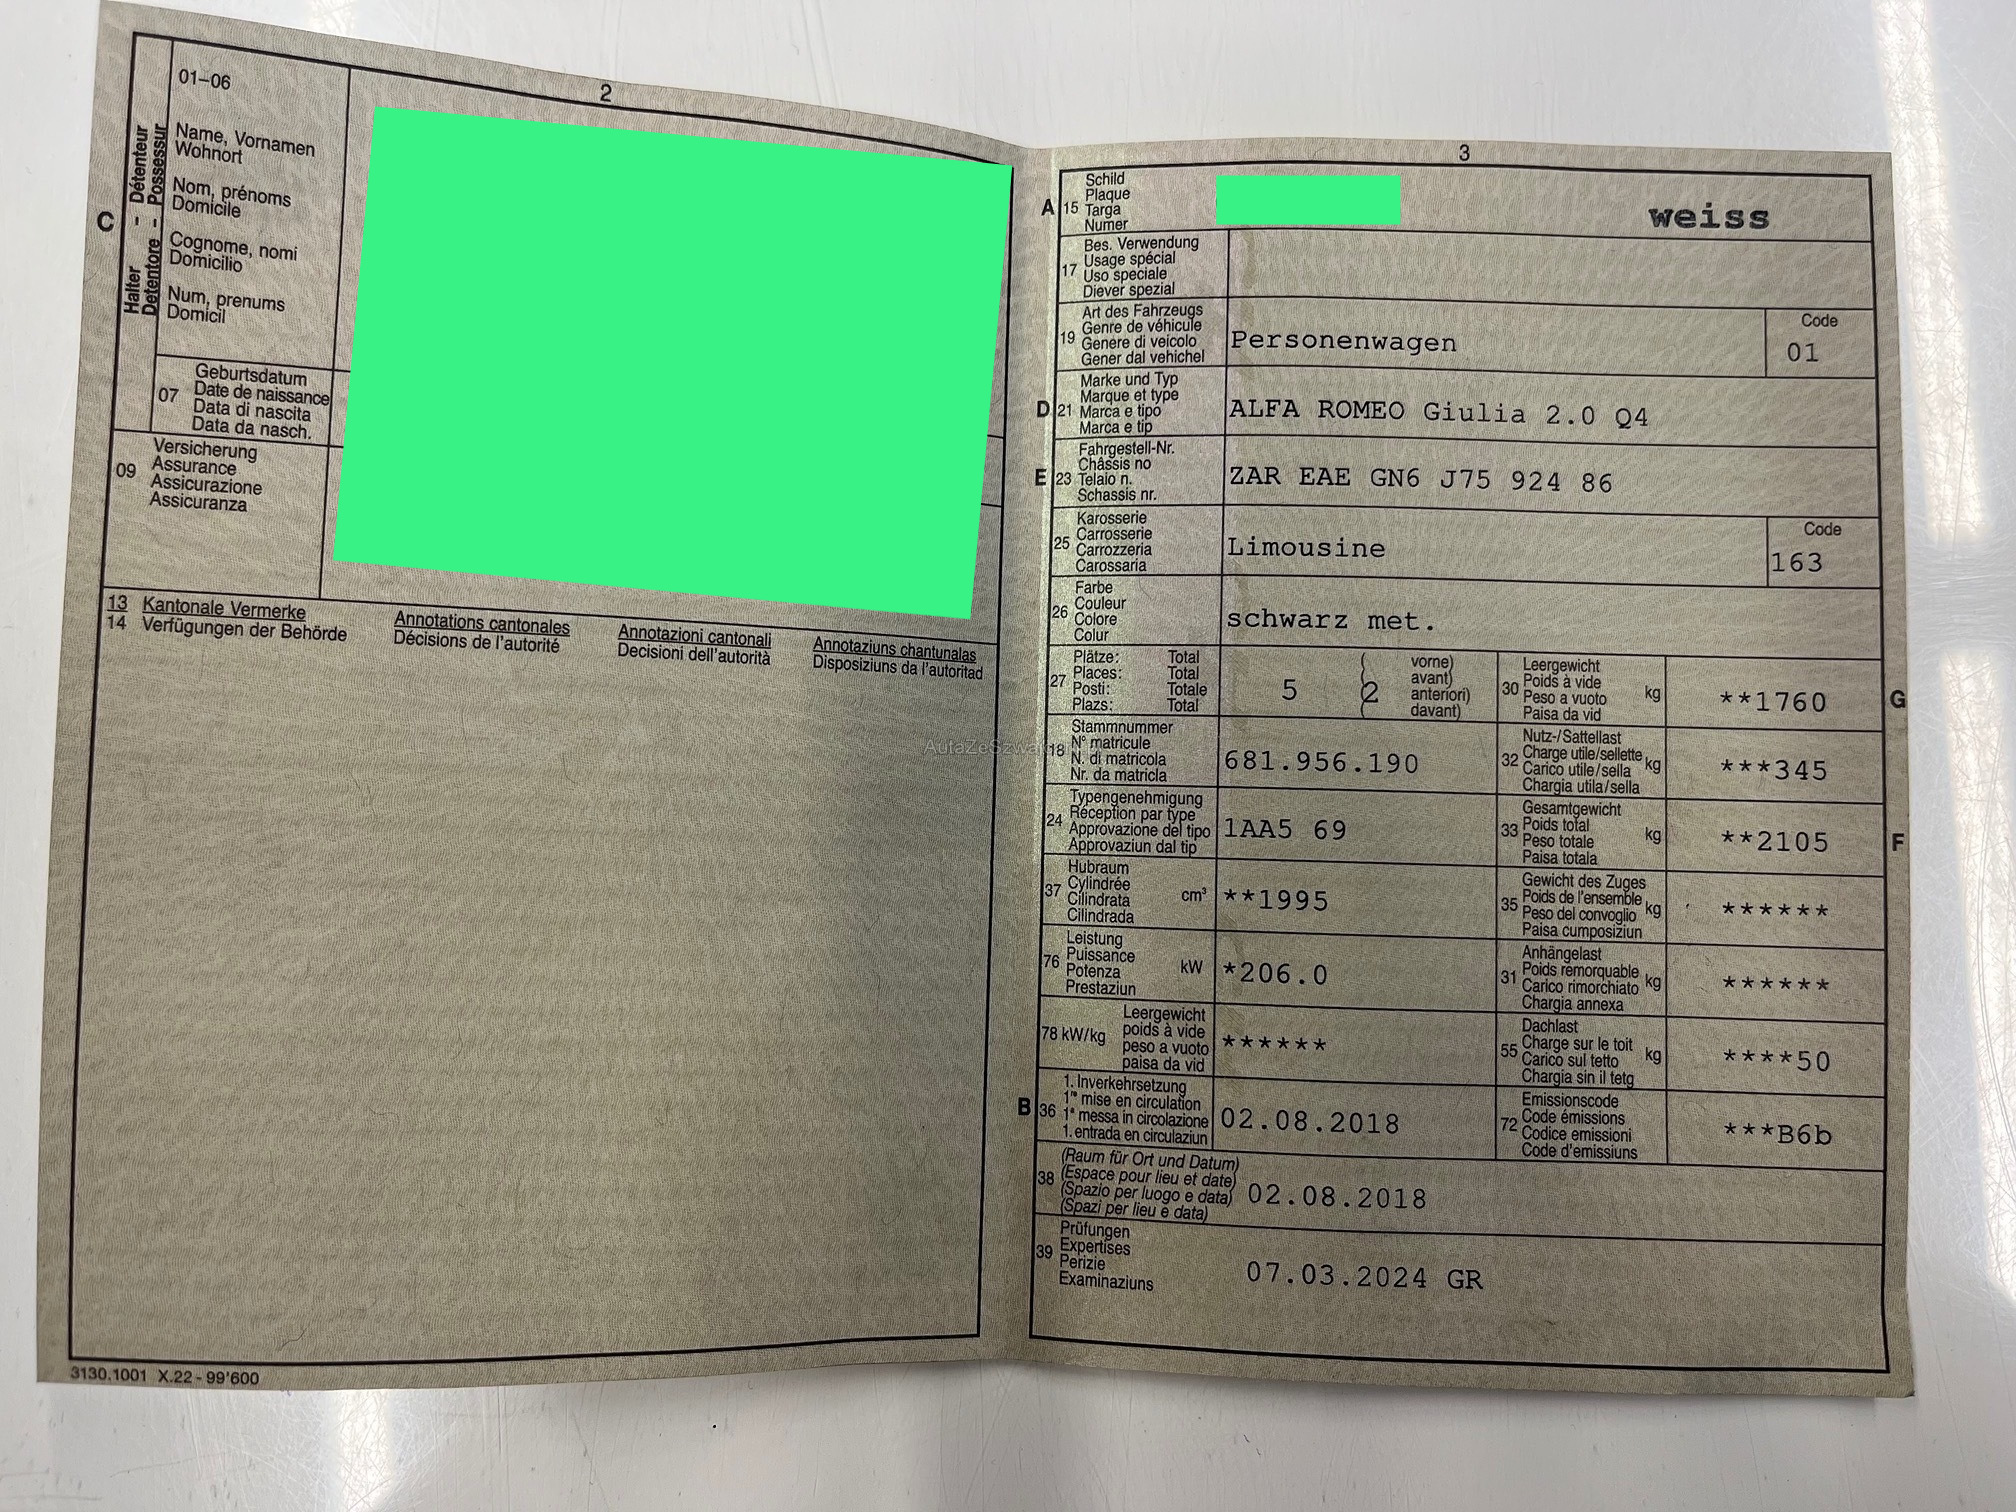 2
01–06
Name, Vornamen
Wohnort
Nom, prénoms
Domicile
Cognome, nomi
Domicilio
Num, prenums
Domicil
C
Halter - Détenteur
Detentore - Possessur
07
Geburtsdatum
Date de naissance
Data di nascita
Data da nasch.
09
Versicherung
Assurance
Assicurazione
Assicuranza
13 Kantonale Vermerke Annotations cantonales Annotazioni cantonali Annotaziuns chantunalas
14 Verfügungen der Behörde Décisions de l'autorité Decisioni dell'autorità Disposiziuns da l'autoritad
3130.1001 X.22 - 99'600
3
A 15
Schild
Plaque
Targa
Numer
weiss
17
Bes. Verwendung
Usage spécial
Uso speciale
Diever spezial
19
Art des Fahrzeugs
Genre de véhicule
Genere di veicolo
Gener dal vehichel
Personenwagen
Code
01
D 21
Marke und Typ
Marque et type
Marca e tipo
Marca e tip
ALFA ROMEO Giulia 2.0 Q4
E 23
Fahrgestell-Nr.
Châssis no
Telaio n.
Schassis nr.
ZAR EAE GN6 J75 924 86
25
Karosserie
Carrosserie
Carrozzeria
Carossaria
Limousine
Code
163
26
Farbe
Couleur
Colore
Colur
schwarz met.
27
Plätze: Total
Places: Total
Posti: Totale
Plazs: Total
5 (2
vorne)
avant)
anteriori)
davant)
30
Leergewicht
Poids à vide
Peso a vuoto
Paisa da vid
kg
**1760
G
18
Stammnummer
N° matricule
N. di matricola
Nr. da matricla
681.956.190
32
Nutz-/Sattellast
Charge utile/sellette
Carico utile/sella
Chargia utila/sella
kg
***345
24
Typengenehmigung
Réception par type
Approvazione del tipo
Approvaziun dal tip
1AA5 69
33
Gesamtgewicht
Poids total
Peso totale
Paisa totala
kg
**2105
F
37
Hubraum
Cylindrée
Cilindrata
Cilindrada
cm³
**1995
35
Gewicht des Zuges
Poids de l'ensemble
Peso del convoglio
Paisa cumposiziun
kg
******
76
Leistung
Puissance
Potenza
Prestaziun
kW
*206.0
31
Anhängelast
Poids remorquable
Carico rimorchiato
Chargia annexa
kg
******
78 kW/kg
Leergewicht
poids à vide
peso a vuoto
paisa da vid
******
55
Dachlast
Charge sur le toit
Carico sul tetto
Chargia sin il tetg
kg
****50
B 36
1. Inverkehrsetzung
1re mise en circulation
1a messa in circolazione
1. entrada en circulaziun
02.08.2018
72
Emissionscode
Code émissions
Codice emissioni
Code d'emissiuns
***B6b
38
(Raum für Ort und Datum)
(Espace pour lieu et date)
(Spazio per luogo e data)
(Spazi per lieu e data)
02.08.2018
39
Prüfungen
Expertises
Perizie
Examinaziuns
07.03.2024 GR